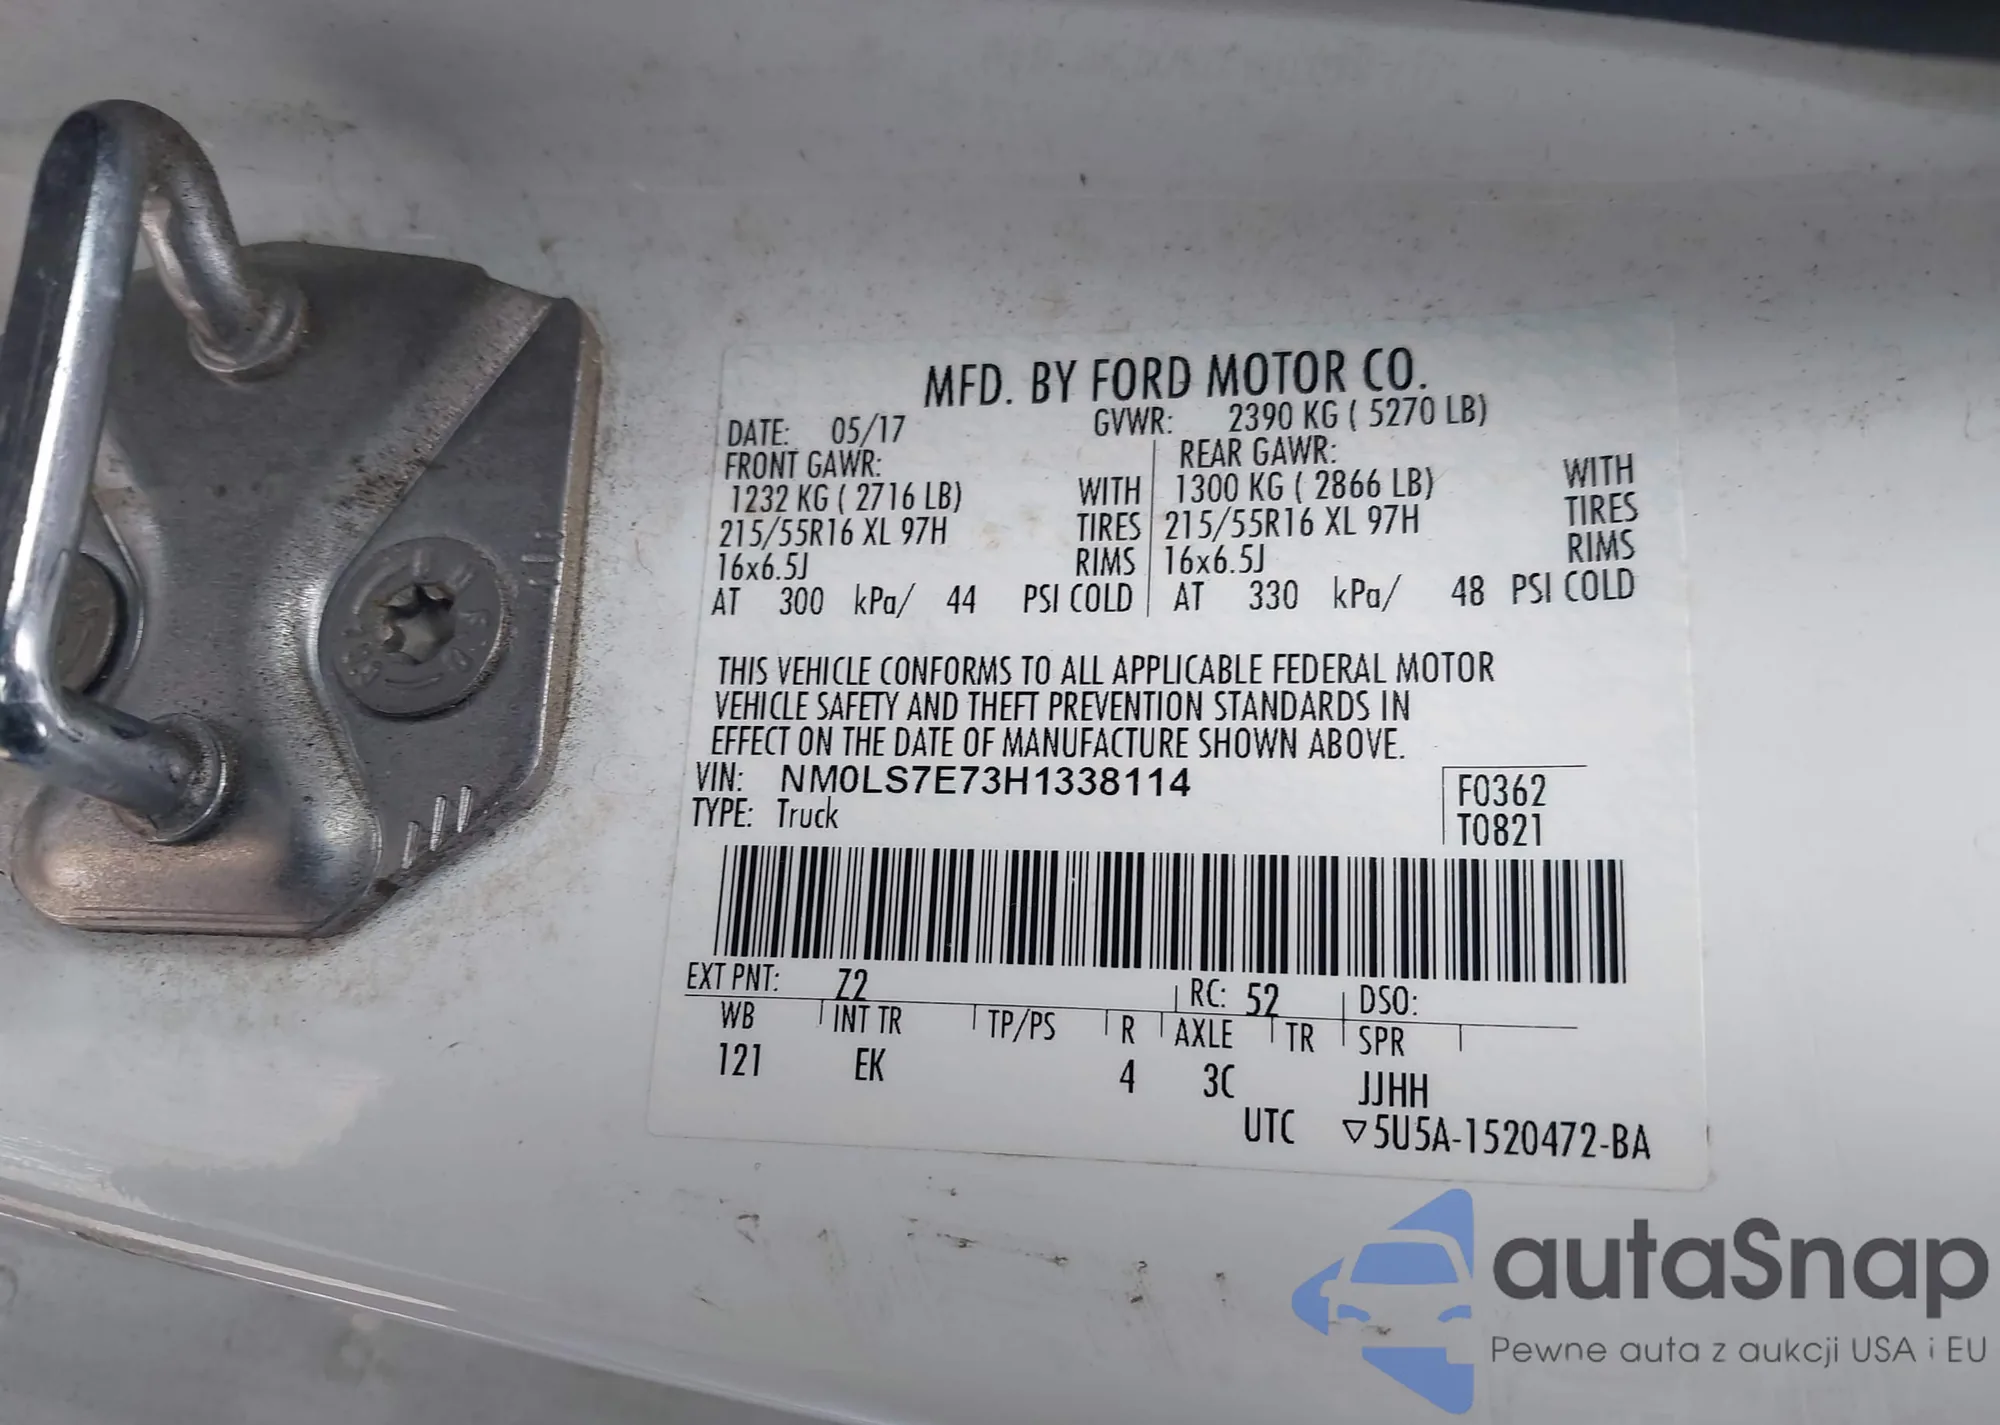 MFD. BY FORD MOTOR CO.
DATE: 05/17 GVWR: 2390 KG ( 5270 LB)
FRONT GAWR: REAR GAWR:
1232 KG ( 2716 LB) WITH 1300 KG ( 2866 LB) WITH
215/55R16 XL 97H TIRES 215/55R16 XL 97H TIRES
16x6.5J RIMS 16x6.5J RIMS
AT 300 kPa/ 44 PSI COLD AT 330 kPa/ 48 PSI COLD
THIS VEHICLE CONFORMS TO ALL APPLICABLE FEDERAL MOTOR
VEHICLE SAFETY AND THEFT PREVENTION STANDARDS IN
EFFECT ON THE DATE OF MANUFACTURE SHOWN ABOVE.
VIN: NM0LS7E73H1338114 F0362
TYPE: Truck T0821
EXT PNT: Z2 RC: 52 DSO:
WB INT TR TP/PS R AXLE TR SPR
121 EK 4 3C JJHH
UTC ▽5U5A-1520472-BA
autaSnap
Pewne auta z aukcji USA i EU